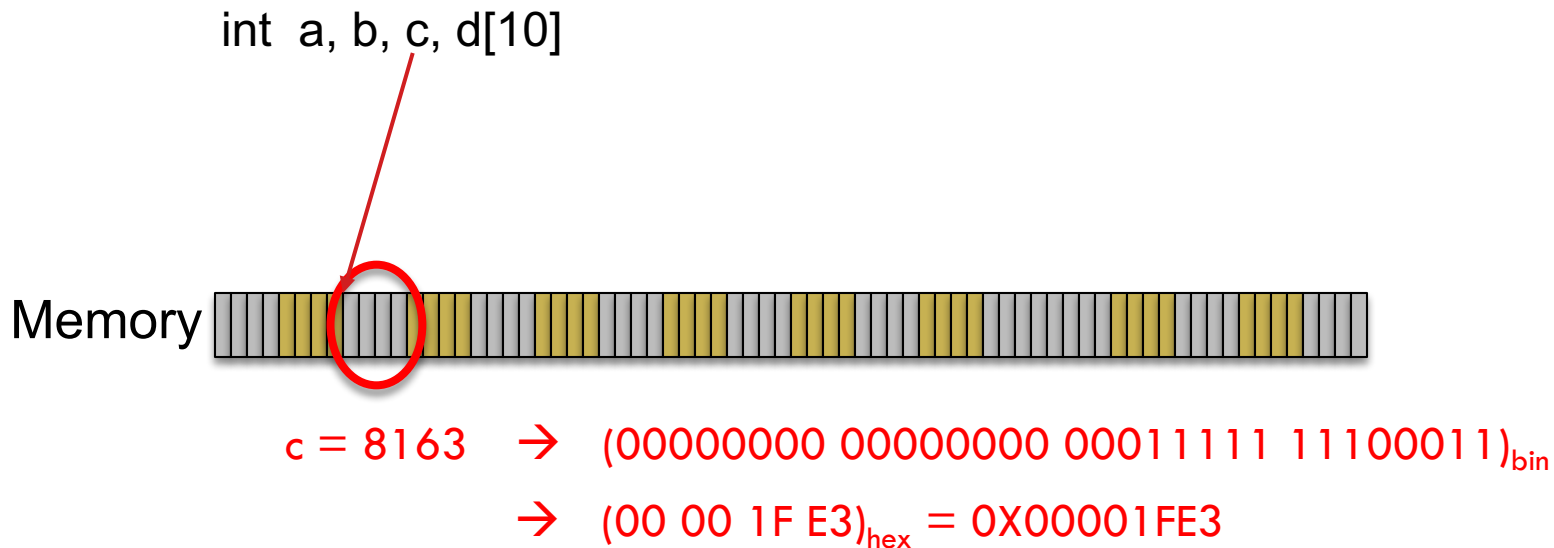 int a, b, c, d[10]
Memory
c = 8163 → (00000000 00000000 00011111 11100011)bin
→ (00 00 1F E3)hex = 0X00001FE3